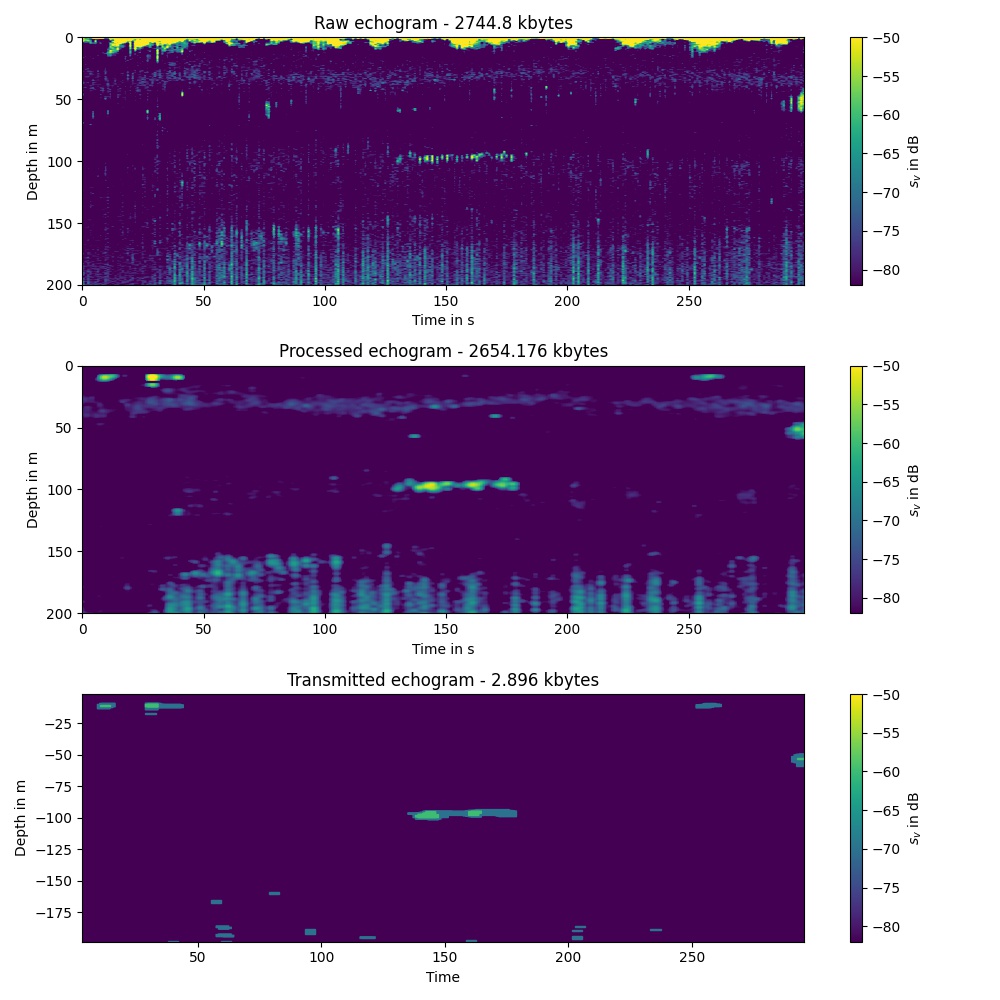 Raw echogram - 2744.8 kbytes
0
50
100
150
200
Depth in m
0 50 100 150 200 250
Time in s
−50
−55
−60
−65
−70
−75
−80
sv in dB
Processed echogram - 2654.176 kbytes
0
50
100
150
200
Depth in m
0 50 100 150 200 250
Time in s
−50
−55
−60
−65
−70
−75
−80
sv in dB
Transmitted echogram - 2.896 kbytes
−25
−50
−75
−100
−125
−150
−175
Depth in m
50 100 150 200 250
Time
−50
−55
−60
−65
−70
−75
−80
sv in dB